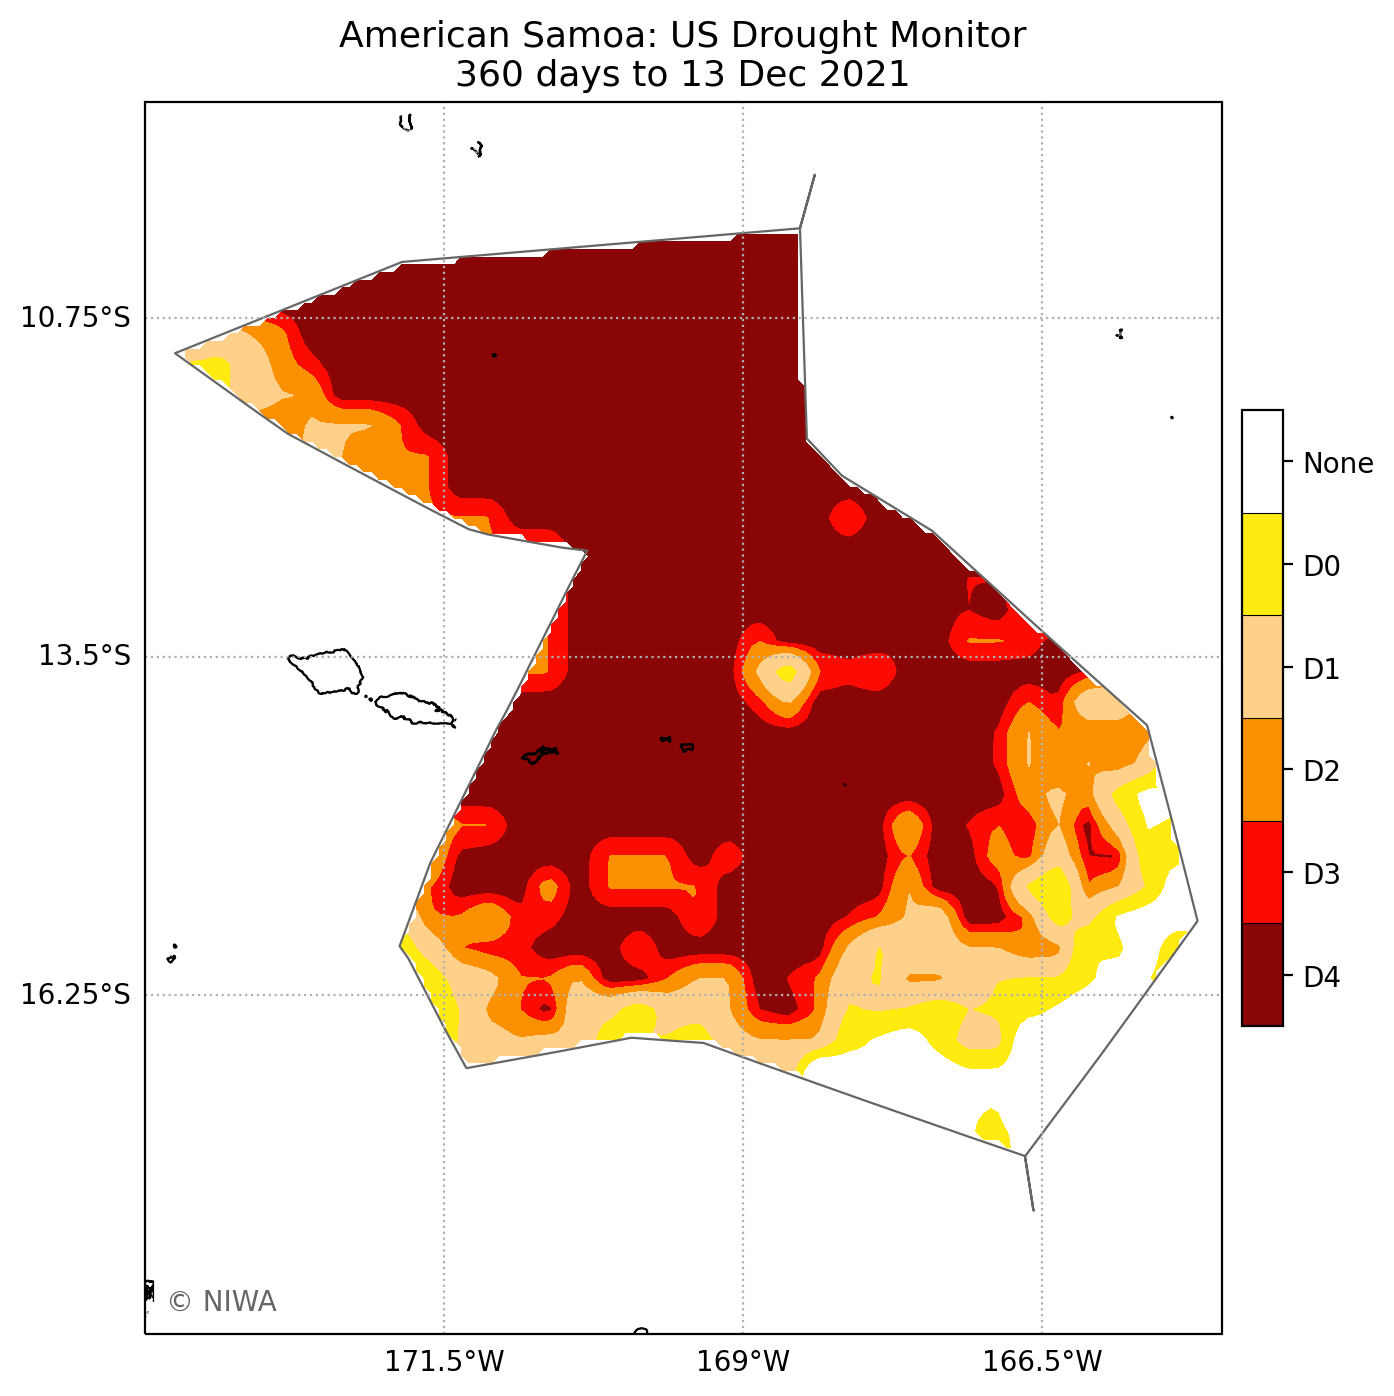 American Samoa: US Drought Monitor
360 days to 13 Dec 2021
10.75°S
13.5°S
16.25°S
171.5°W
169°W
166.5°W
None
D0
D1
D2
D3
D4
© NIWA